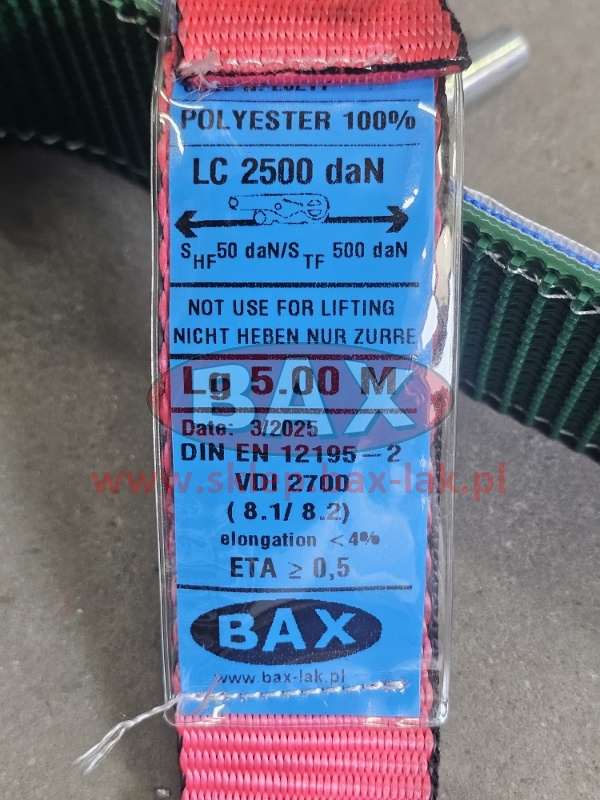 POLYESTER 100%
LC 2500 daN
SHF50 daN/STF 500 daN
NOT USE FOR LIFTING
NICHT HEBEN NUR ZURRE
Lg 5.00 M
BAX
Date: 3/2025
DIN EN 12195-2
www.sklep.bax-lak.pl
VDI 2700
( 8.1/ 8.2)
elongation <4%
ETA ≥ 0,5
BAX
www.bax-lak.pl